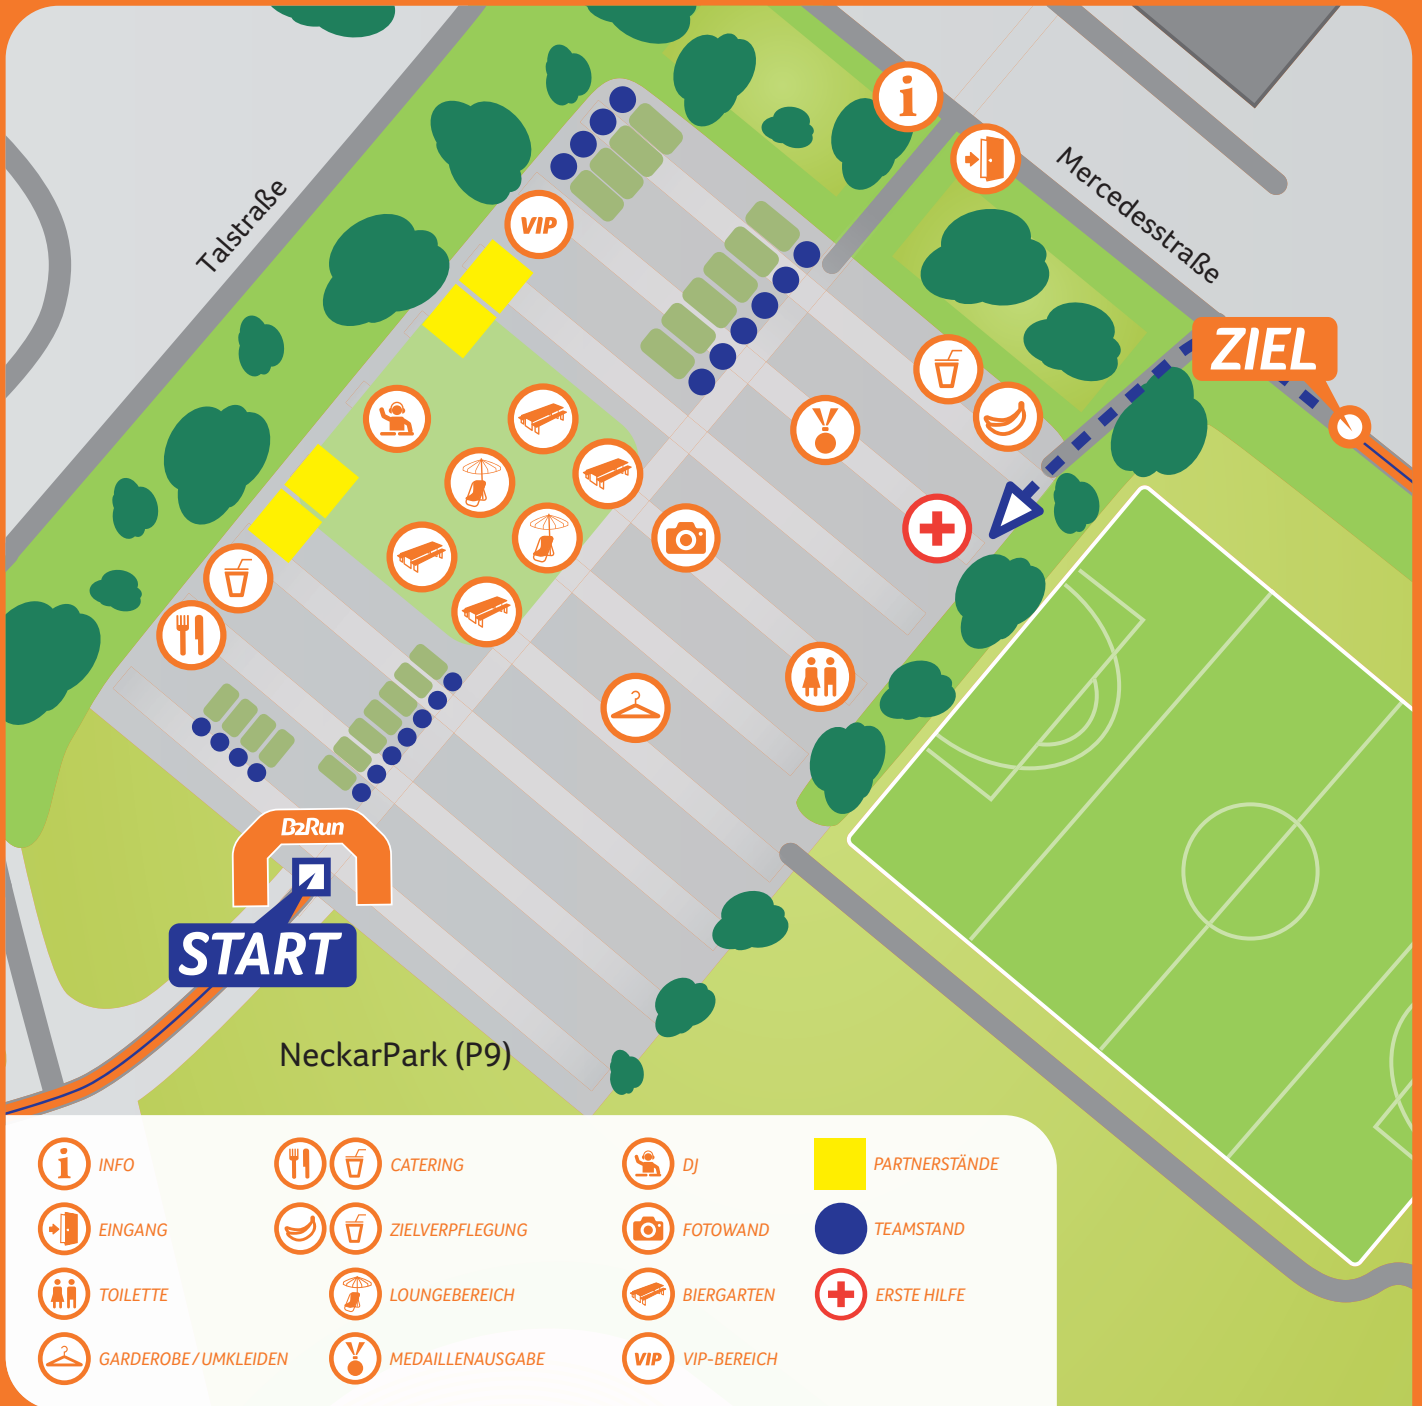 Talstraße
Mercedesstraße
VIP
ZIEL
B2Run
START
NeckarPark (P9)
INFO
CATERING
DJ
PARTNERSTÄNDE
EINGANG
ZIELVERPFLEGUNG
FOTOWAND
TEAMSTAND
TOILETTE
LOUNGEBEREICH
BIERGARTEN
ERSTE HILFE
GARDEROBE / UMKLEIDEN
MEDAILLENAUSGABE
VIP
VIP-BEREICH